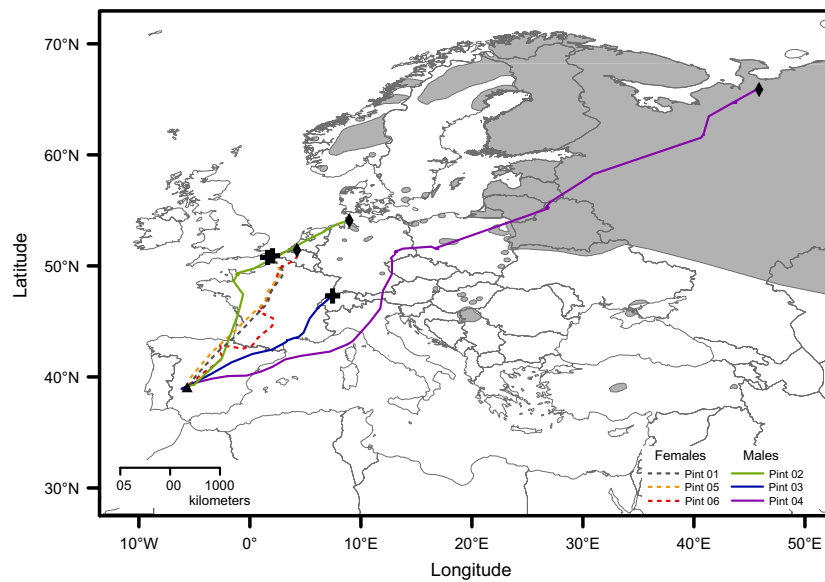 70°N
60°N
50°N
40°N
30°N
Latitude
10°W 0° 10°E 20°E 30°E 40°E 50°E
Longitude
05 00 1000
kilometers
Females Males
Pint 01 Pint 02
Pint 05 Pint 03
Pint 06 Pint 04